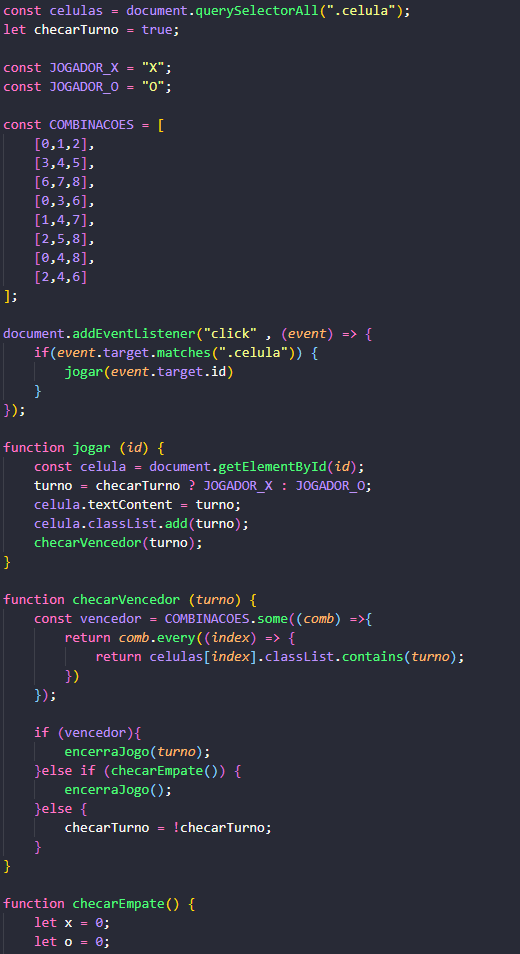 const celulas = document.querySelectorAll(".celula");
let checarTurno = true;

const JOGADOR_X = "X";
const JOGADOR_O = "O";

const COMBINACOES = [
    [0,1,2],
    [3,4,5],
    [6,7,8],
    [0,3,6],
    [1,4,7],
    [2,5,8],
    [0,4,8],
    [2,4,6]
];

document.addEventListener("click" , (event) => {
    if(event.target.matches(".celula")) {
        jogar(event.target.id)
    }
});

function jogar (id) {
    const celula = document.getElementById(id);
    turno = checarTurno ? JOGADOR_X : JOGADOR_O;
    celula.textContent = turno;
    celula.classList.add(turno);
    checarVencedor(turno);
}

function checarVencedor (turno) {
    const vencedor = COMBINACOES.some((comb) =>{
        return comb.every((index) => {
            return celulas[index].classList.contains(turno);
        })
    });

    if (vencedor){
        encerraJogo(turno);
    }else if (checarEmpate()) {
        encerraJogo();
    }else {
        checarTurno = !checarTurno;
    }
}

function checarEmpate() {
    let x = 0;
    let o = 0;